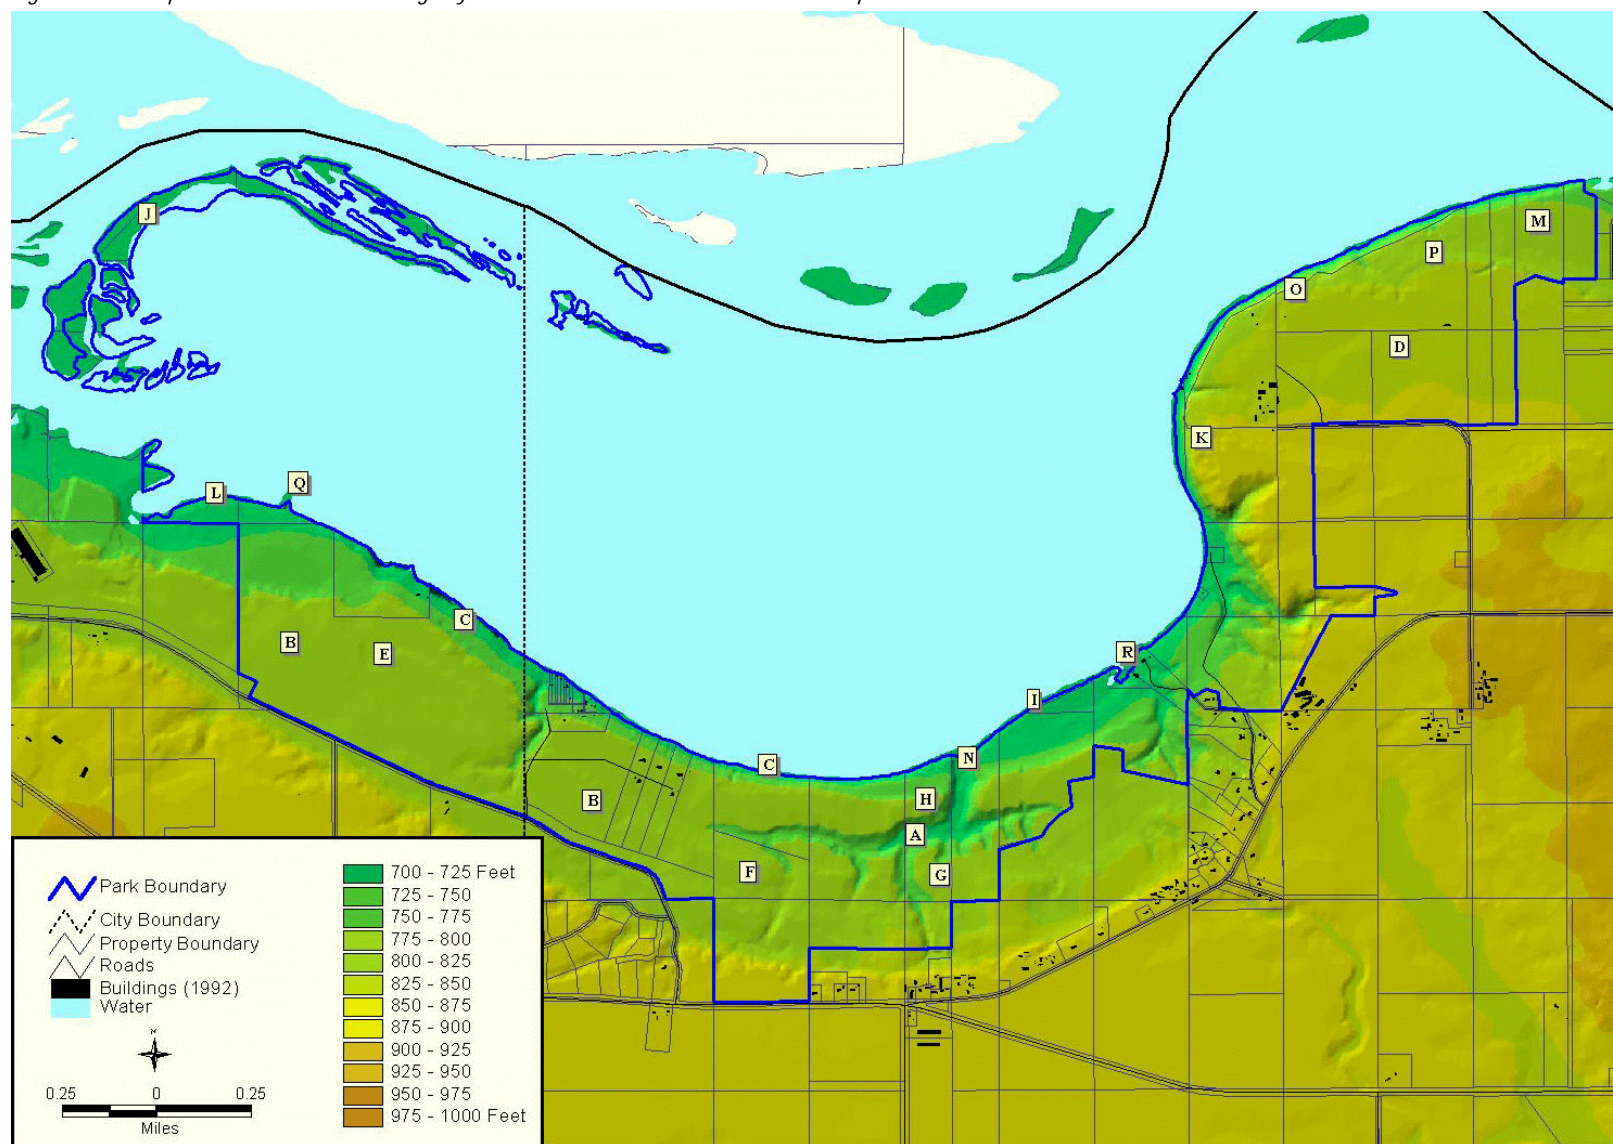 J
M
P
O
D
K
L
Q
C
B
E
R
I
N
C
B
H
A
F
G
Park Boundary
City Boundary
Property Boundary
Roads
Buildings (1992)
Water
N
0.25 0 0.25
Miles
700 - 725 Feet
725 - 750
750 - 775
775 - 800
800 - 825
825 - 850
850 - 875
875 - 900
900 - 925
925 - 950
950 - 975
975 - 1000 Feet